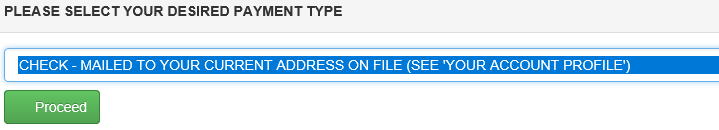 PLEASE SELECT YOUR DESIRED PAYMENT TYPE
CHECK - MAILED TO YOUR CURRENT ADDRESS ON FILE (SEE 'YOUR ACCOUNT PROFILE')
Proceed